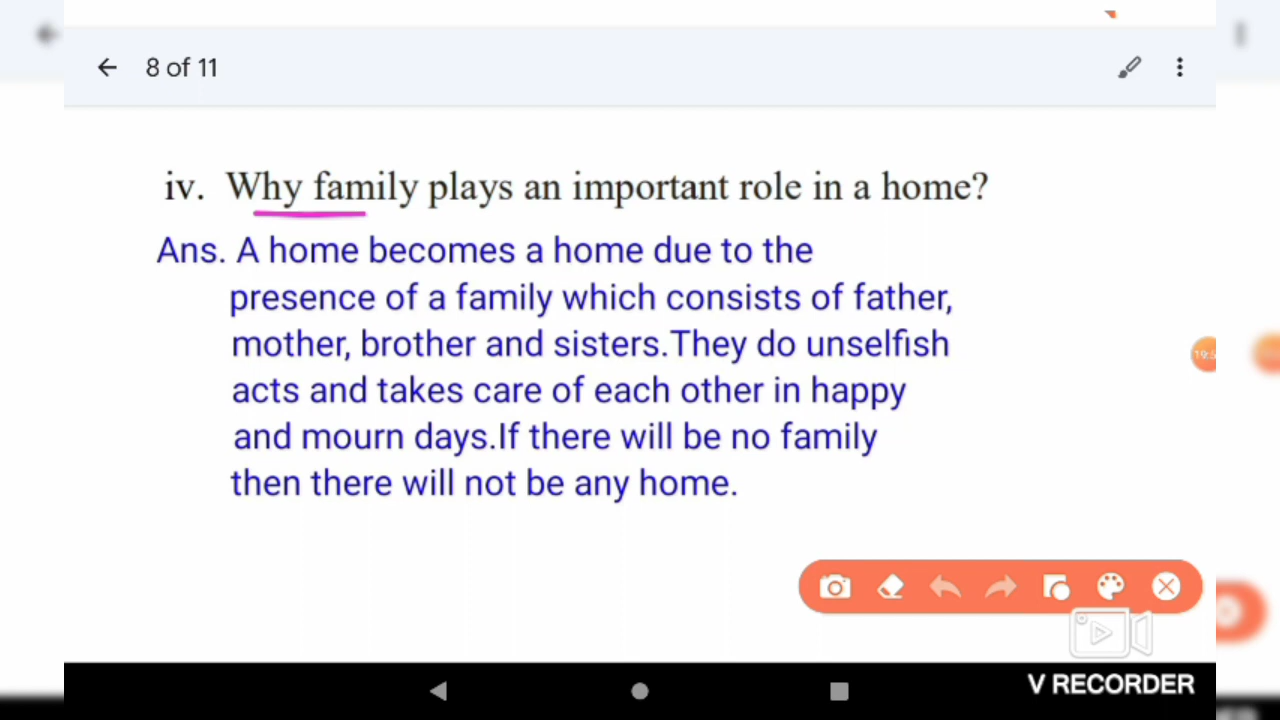 8 of 11
iv. Why family plays an important role in a home?
Ans. A home becomes a home due to the
presence of a family which consists of father,
mother, brother and sisters.They do unselfish
acts and takes care of each other in happy
and mourn days.If there will be no family
then there will not be any home.
V RECORDER